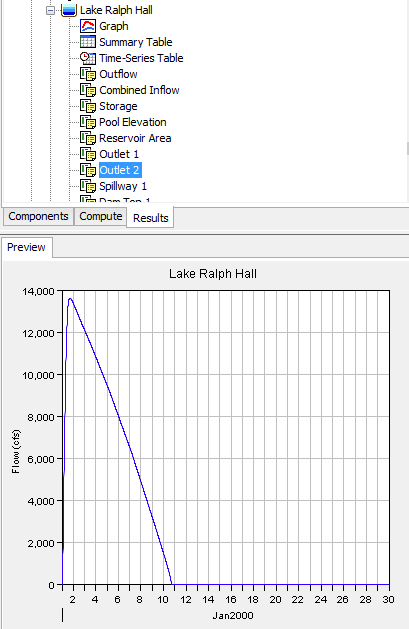 Lake Ralph Hall
Graph
Summary Table
Time-Series Table
Outflow
Combined Inflow
Storage
Pool Elevation
Reservoir Area
Outlet 1
Outlet 2
Spillway 1
Dam Top 1
Components Compute Results
Preview
Lake Ralph Hall
14,000
12,000
10,000
8,000
6,000
4,000
2,000
0
Flow (cfs)
2 4 6 8 10 12 14 16 18 20 22 24 26 28 30
Jan2000